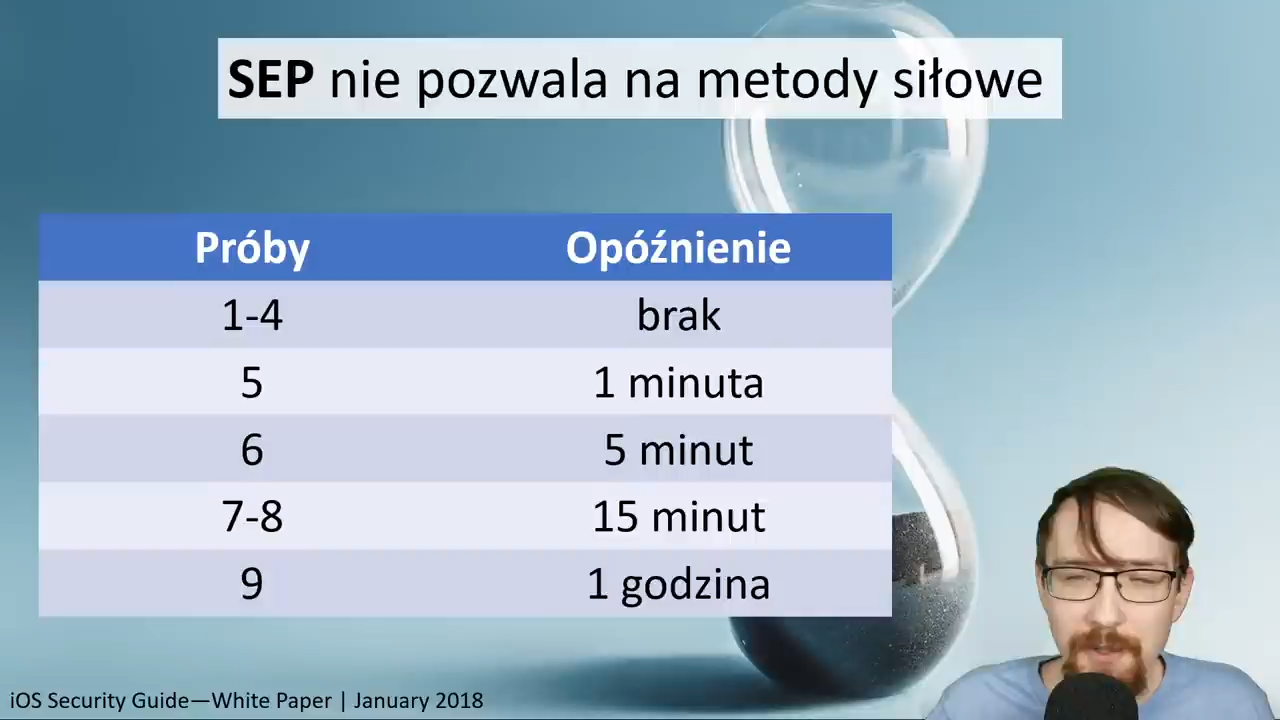 SEP nie pozwala na metody siłowe
Próby Opóźnienie
1-4 brak
5 1 minuta
6 5 minut
7-8 15 minut
9 1 godzina
iOS Security Guide—White Paper | January 2018